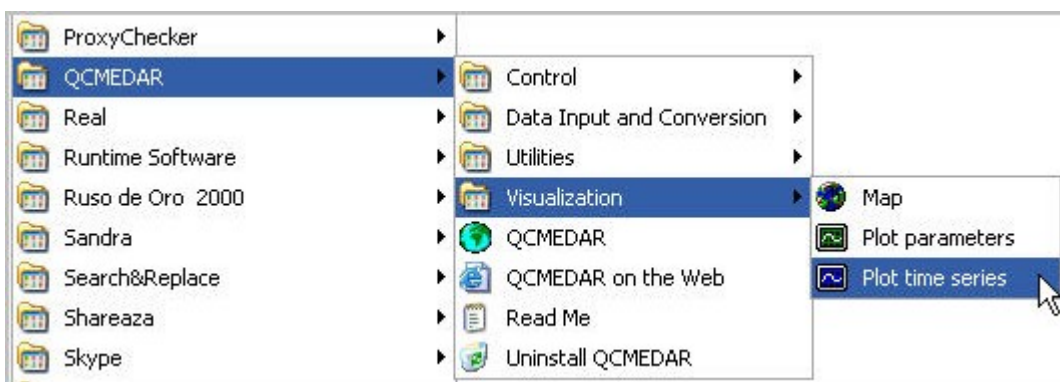 ProxyChecker
QCMEDAR
Real
Runtime Software
Ruso de Oro 2000
Sandra
Search&Replace
Shareaza
Skype
Control
Data Input and Conversion
Utilities
Visualization
QCMEDAR
QCMEDAR on the Web
Read Me
Uninstall QCMEDAR
Map
Plot parameters
Plot time series